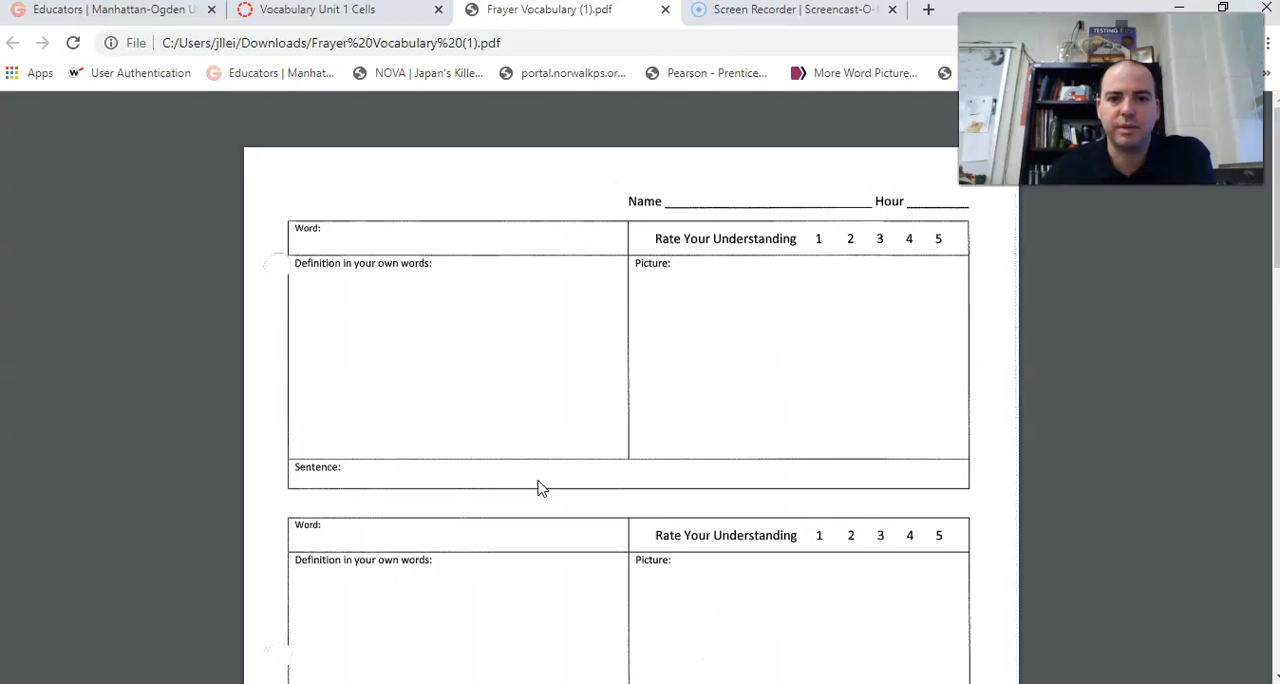 Educators | Manhattan-Ogden U
Vocabulary Unit 1 Cells
Frayer Vocabulary (1).pdf
Screen Recorder | Screencast-O-
File C:/Users/jllei/Downloads/Frayer%20Vocabulary%20(1).pdf
Apps
User Authentication
Educators | Manhat...
NOVA | Japan's Kille...
portal.norwalkps.or...
Pearson - Prentice...
More Word Picture...
TESTING
Name Hour
Word:
Rate Your Understanding 1 2 3 4 5
Definition in your own words:
Picture:
Sentence:
Word:
Rate Your Understanding 1 2 3 4 5
Definition in your own words:
Picture: